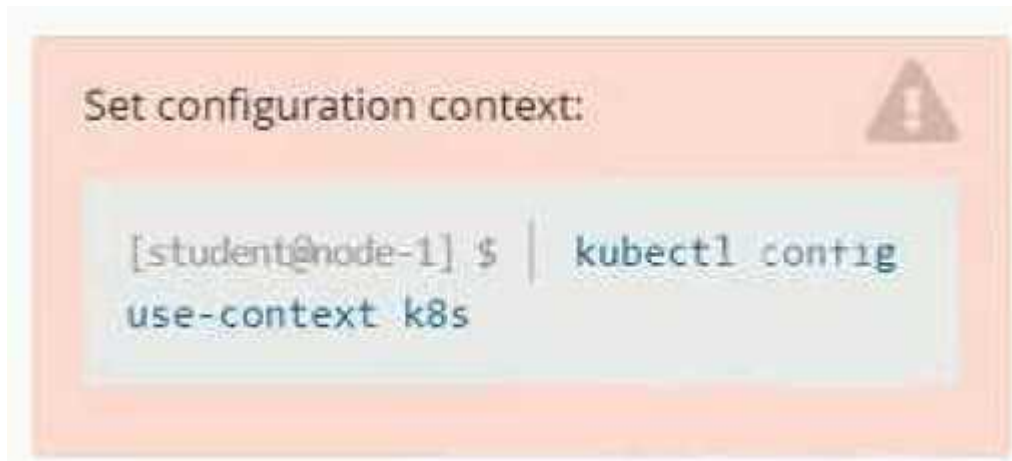 Set configuration context:
[student@node-1] $ | kubectl config
use-context k8s